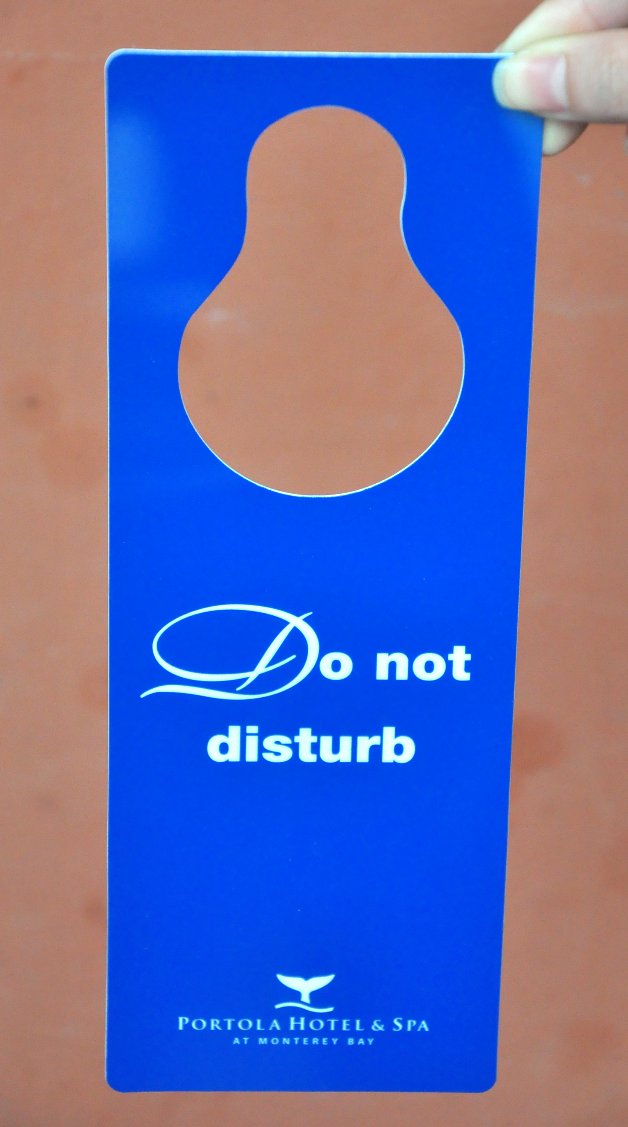 Do not
disturb
PORTOLA HOTEL & SPA
AT MONTEREY BAY